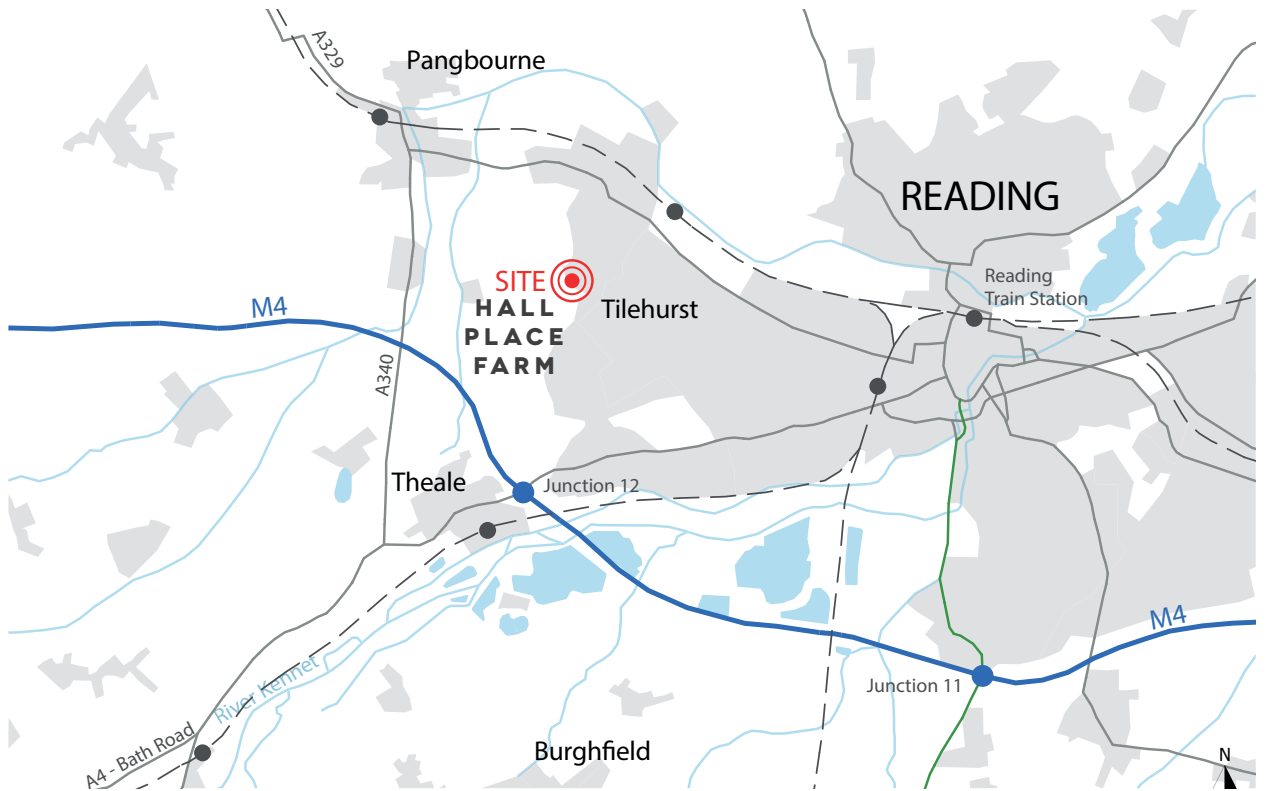 A329
Pangbourne
READING
SITE
HALL
PLACE
FARM
Tilehurst
Reading
Train Station
M4
A340
Theale
Junction 12
M4
Junction 11
River Kennet
A4 - Bath Road
Burghfield
N